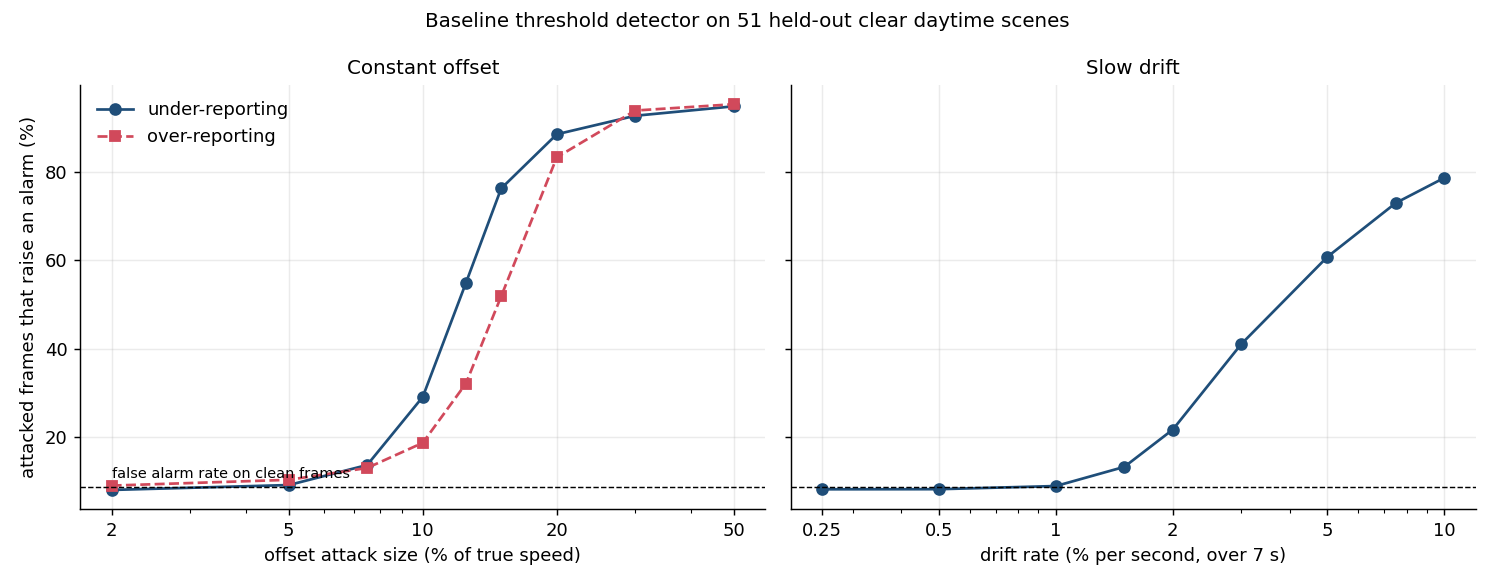 Baseline threshold detector on 51 held-out clear daytime scenes
Constant offset
under-reporting
over-reporting
attacked frames that raise an alarm (%)
80
60
40
20
false alarm rate on clean frames
2 5 10 20 50
offset attack size (% of true speed)
Slow drift
0.25 0.5 1 2 5 10
drift rate (% per second, over 7 s)